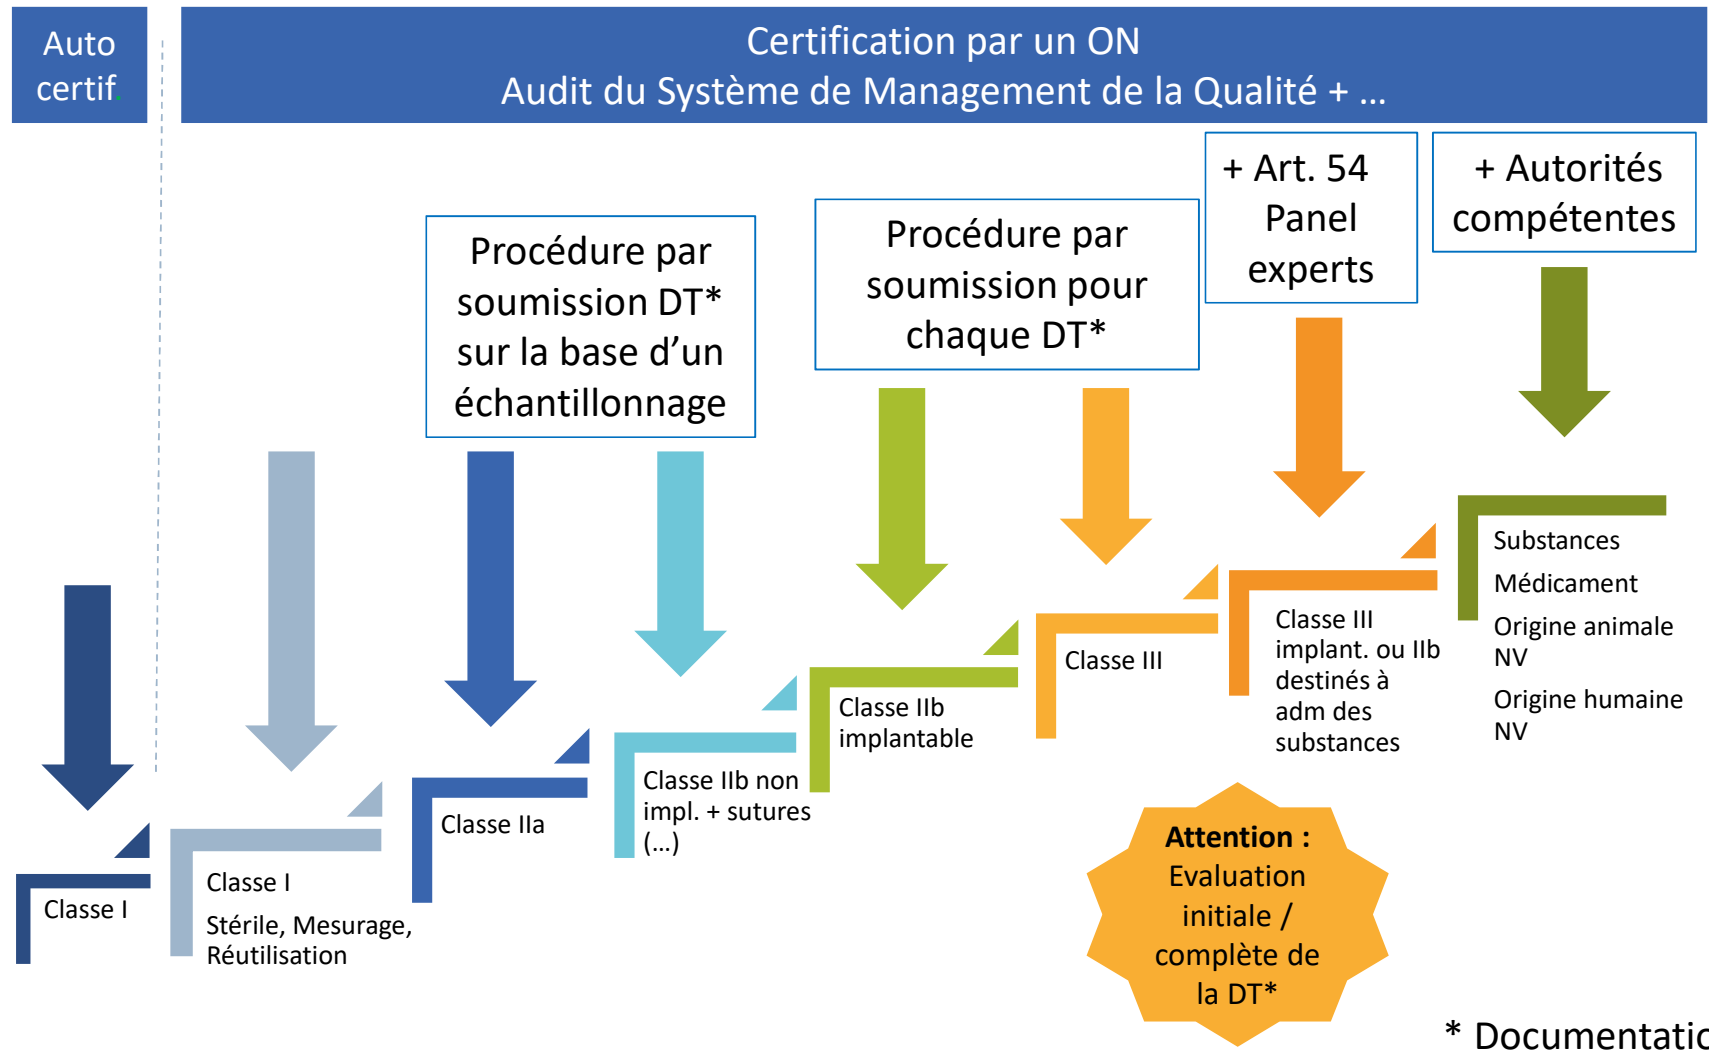 Auto
certif.
Certification par un ON
Audit du Système de Management de la Qualité + ...
Procédure par
soumission DT*
sur la base d’un
échantillonnage
Procédure par
soumission pour
chaque DT*
+ Art. 54
Panel
experts
+ Autorités
compétentes
Classe I
Classe I
Stérile, Mesurage,
Réutilisation
Classe IIa
Classe IIb non
impl. + sutures
(...)
Classe IIb
implantable
Classe III
Classe III
implant. ou IIb
destinés à
adm des
substances
Substances
Médicament
Origine animale
NV
Origine humaine
NV
Attention :
Evaluation
initiale /
complète de
la DT*
* Documentatio